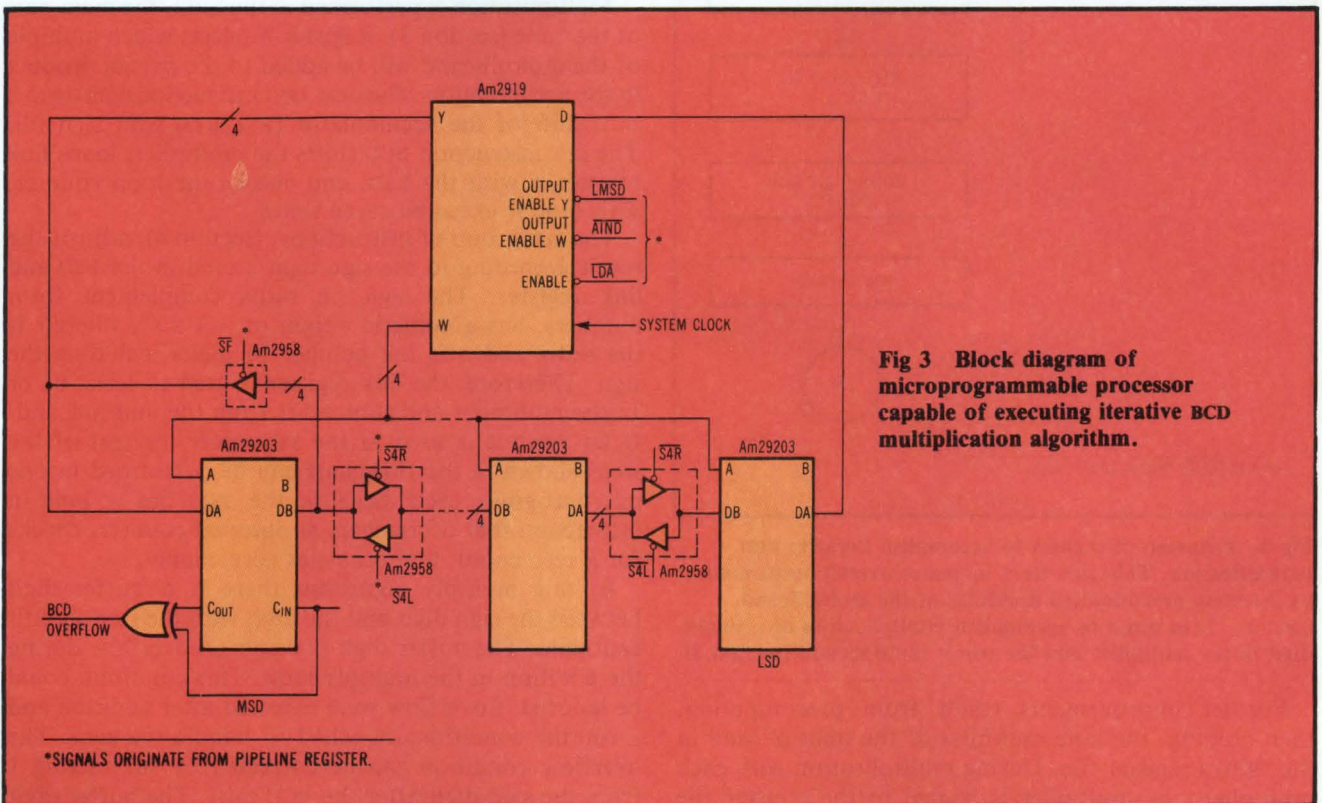 Am2919
Y
D
4
OUTPUT
ENABLE Y
LMSD
OUTPUT
ENABLE W
AIND
*
ENABLE
LDA
W
SYSTEM CLOCK
*
SF
Am2958
4
4
Am29203
*
S4R
Am29203
S4R
Am29203
A
B
DA
DB
4
A
B
DB
DA
4
A
B
DB
DA
Am2958
*
S4L
S4L
Am2958
BCD
OVERFLOW
COUT
CIN
MSD
LSD
*SIGNALS ORIGINATE FROM PIPELINE REGISTER.
Fig 3 Block diagram of
microprogrammable processor
capable of executing iterative BCD
multiplication algorithm.